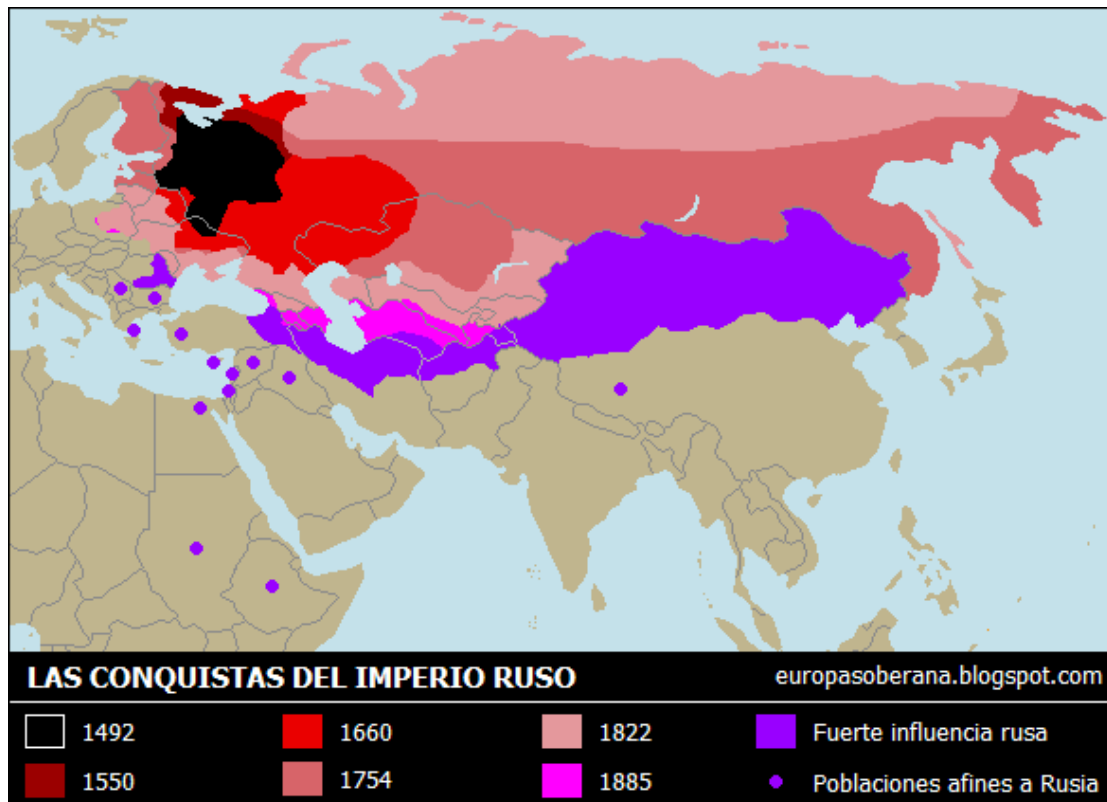 LAS CONQUISTAS DEL IMPERIO RUSO
europasoberana.blogspot.com
1492
1660
1822
Fuerte influencia rusa
1550
1754
1885
Poblaciones afines a Rusia